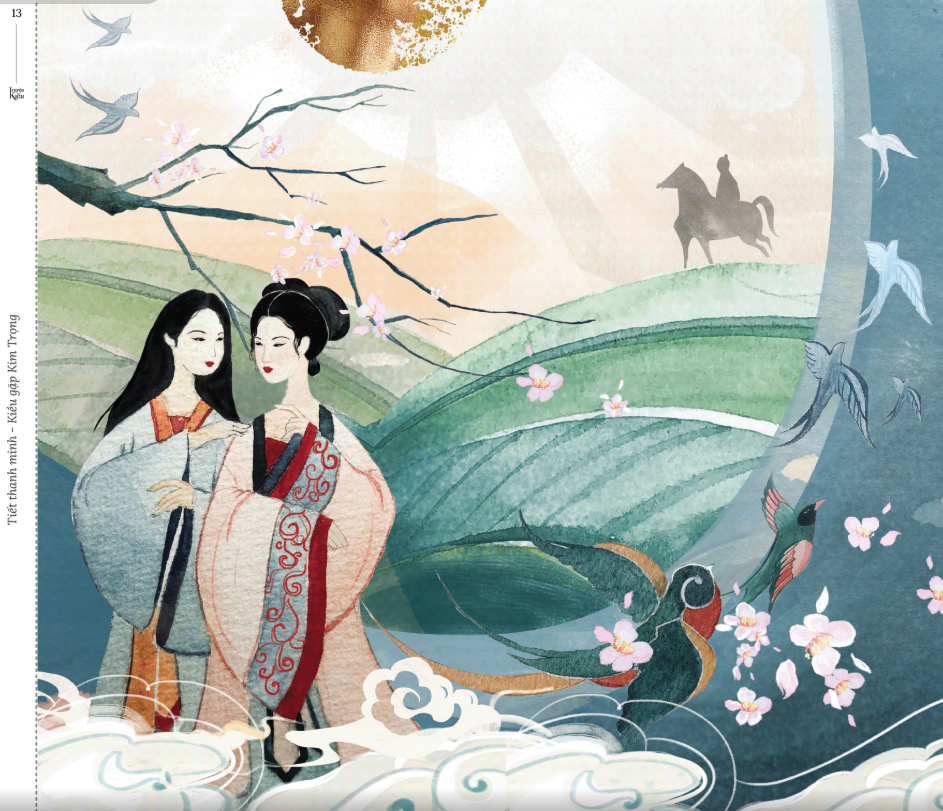 13
Truyện
Kiều
Tiết thanh minh - Kiều gặp Kim Trọng